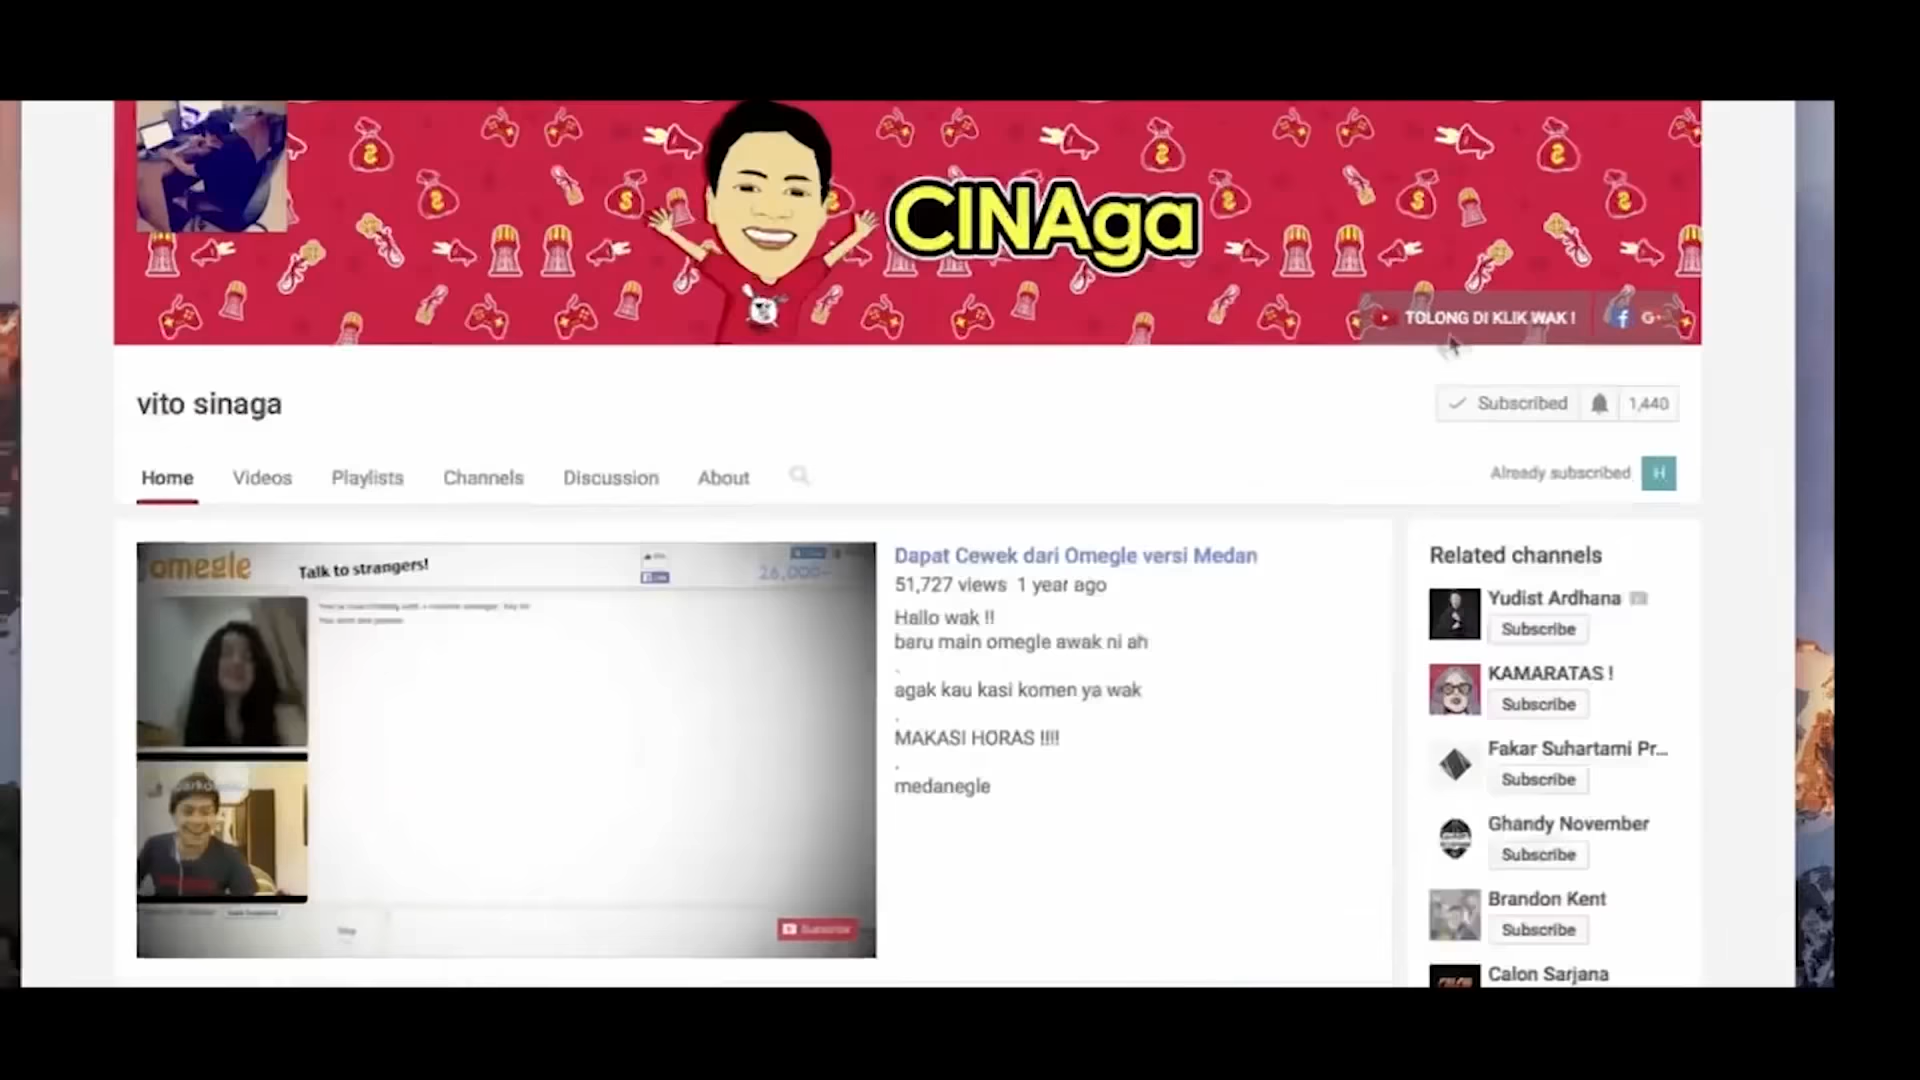 CINAga
TOLONG DI KLIK WAK !
vito sinaga
Subscribed 1,440
Home Videos Playlists Channels Discussion About
Already subscribed H
omegle Talk to strangers!
Subscribe
Dapat Cewek dari Omegle versi Medan
51,727 views 1 year ago
Hallo wak !!
baru main omegle awak ni ah
.
agak kau kasi komen ya wak
.
MAKASI HORAS !!!!
.
medanegle
Related channels
Yudist Ardhana
Subscribe
KAMARATAS !
Subscribe
Fakar Suhartami Pr...
Subscribe
Ghandy November
Subscribe
Brandon Kent
Subscribe
Calon Sarjana